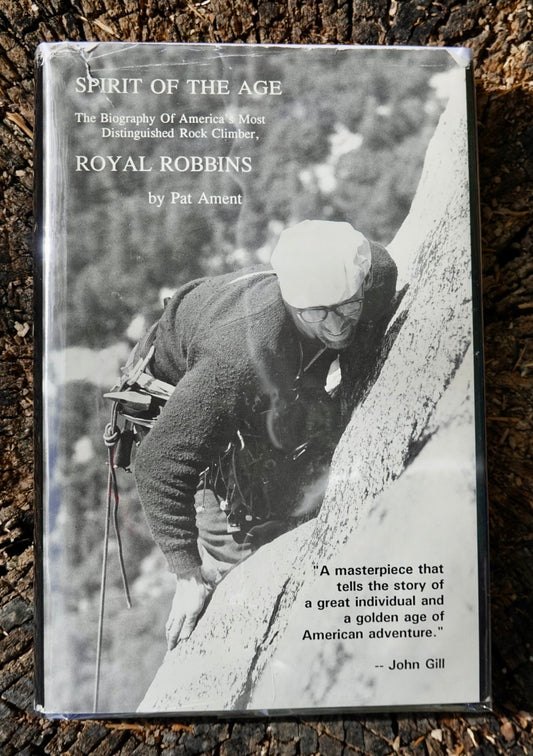 SPIRIT OF THE AGE
The Biography Of America's Most
Distinguished Rock Climber,
ROYAL ROBBINS
by Pat Ament
"A masterpiece that
tells the story of
a great individual and
a golden age of
American adventure."
-- John Gill